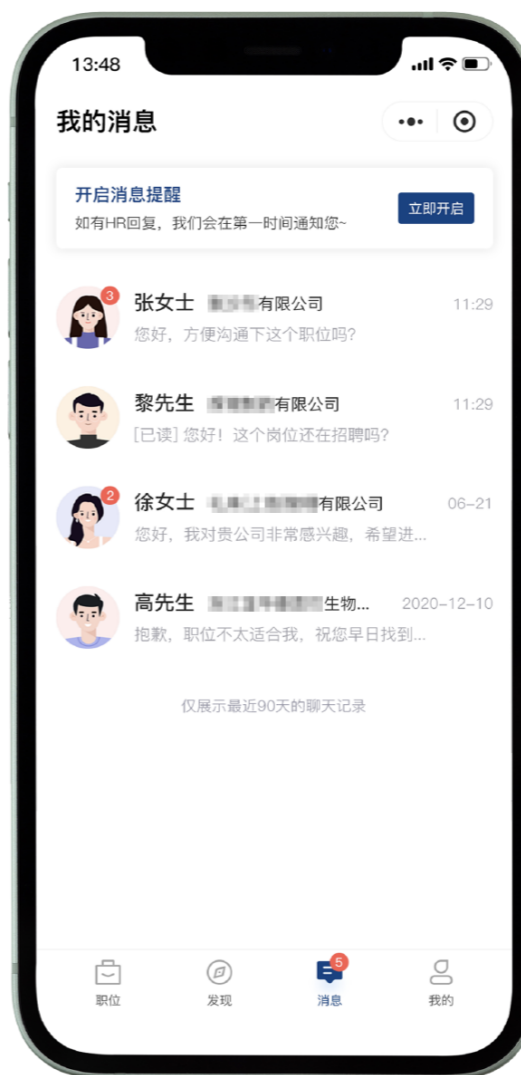 13:48
我的消息
开启消息提醒
如有HR回复，我们会在第一时间通知您~
立即开启
3
张女士 有限公司 11:29
您好，方便沟通下这个职位吗？
黎先生 有限公司 11:29
[已读] 您好！这个岗位还在招聘吗？
2
徐女士 有限公司 06-21
您好，我对贵公司非常感兴趣，希望进...
高先生 生物... 2020-12-10
抱歉，职位不太适合我，祝您早日找到...
仅展示最近90天的聊天记录
5
职位 发现 消息 我的